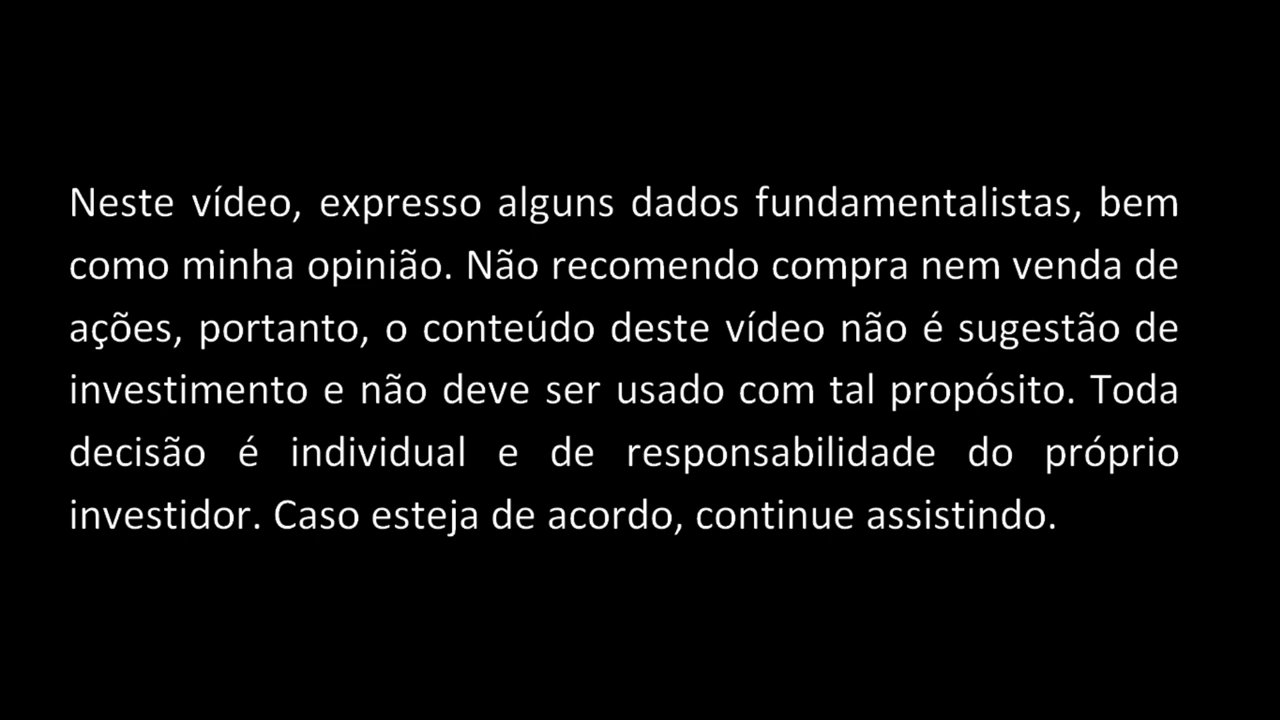 Neste vídeo, expresso alguns dados fundamentalistas, bem
como minha opinião. Não recomendo compra nem venda de
ações, portanto, o conteúdo deste vídeo não é sugestão de
investimento e não deve ser usado com tal propósito. Toda
decisão é individual e de responsabilidade do próprio
investidor. Caso esteja de acordo, continue assistindo.